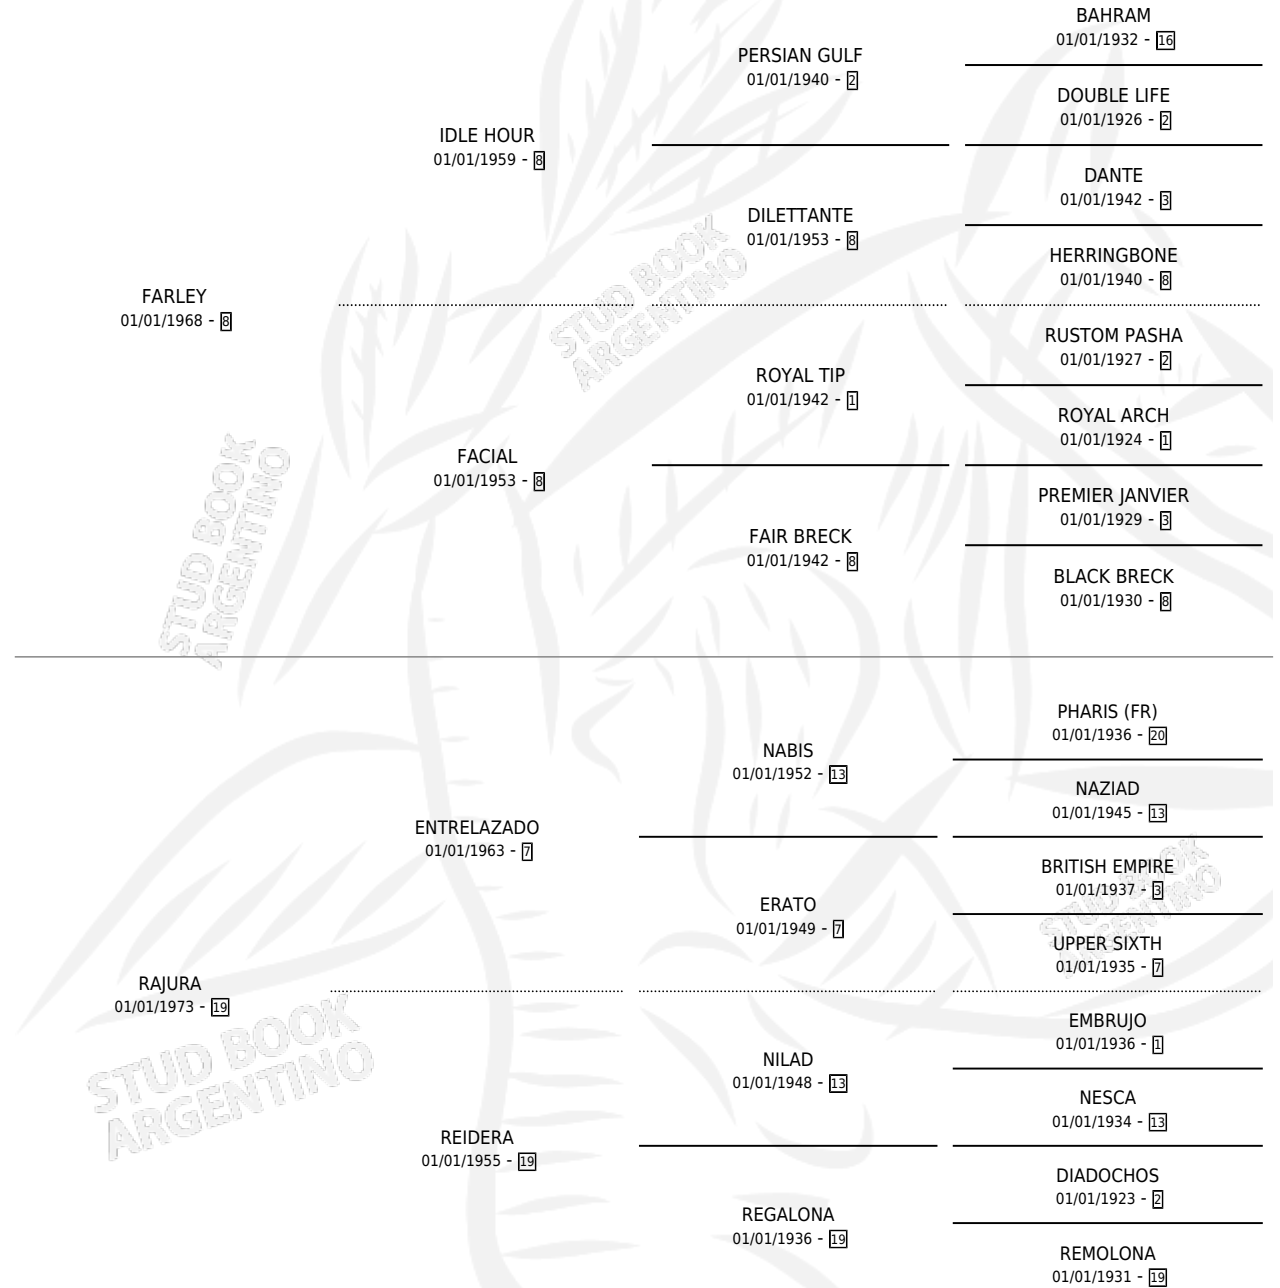 BAHRAM
01/01/1932 - 16
PERSIAN GULF
01/01/1940 - 2
DOUBLE LIFE
01/01/1926 - 2
IDLE HOUR
01/01/1959 - 8
DANTE
01/01/1942 - 3
DILETTANTE
01/01/1953 - 8
HERRINGBONE
01/01/1940 - 8
FARLEY
01/01/1968 - 8
RUSTOM PASHA
01/01/1927 - 2
ROYAL TIP
01/01/1942 - 1
ROYAL ARCH
01/01/1924 - 1
FACIAL
01/01/1953 - 8
PREMIER JANVIER
01/01/1929 - 3
FAIR BRECK
01/01/1942 - 8
BLACK BRECK
01/01/1930 - 8
PHARIS (FR)
01/01/1936 - 20
NABIS
01/01/1952 - 13
NAZIAD
01/01/1945 - 13
ENTRELAZADO
01/01/1963 - 7
BRITISH EMPIRE
01/01/1937 - 3
ERATO
01/01/1949 - 7
UPPER SIXTH
01/01/1935 - 7
RAJURA
01/01/1973 - 19
EMBRUJO
01/01/1936 - 1
NILAD
01/01/1948 - 13
NESCA
01/01/1934 - 13
REIDERA
01/01/1955 - 19
DIADOCHOS
01/01/1923 - 2
REGALONA
01/01/1936 - 19
REMOLONA
01/01/1931 - 19
STUD BOOK
ARGENTINO
STUD BOOK
ARGENTINO
STUD BOOK
ARGENTINO
STUD BOOK
ARGENTINO